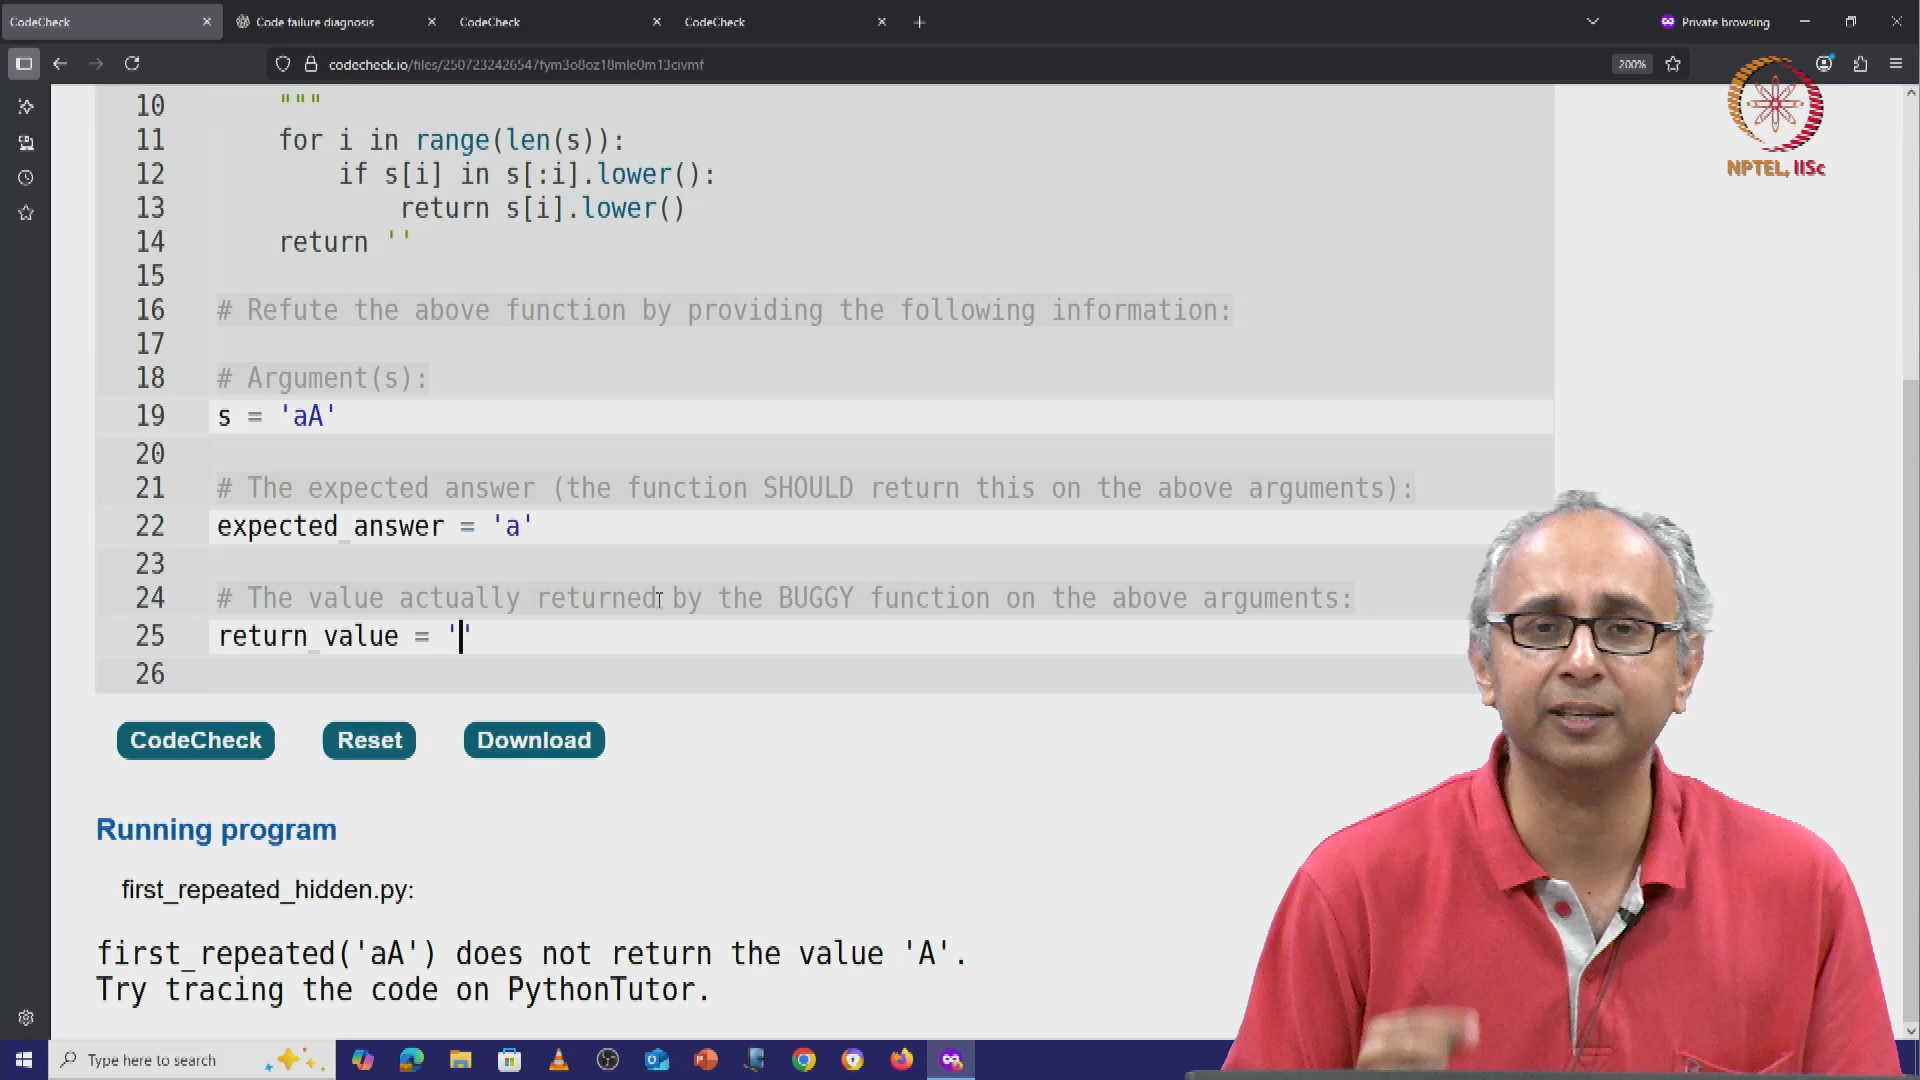 CodeCheck
Code failure diagnosis
CodeCheck
CodeCheck
Private browsing
codecheck.io/files/2507232426547fym3o8oz18mle0m13civmf
200%
NPTEL, IISc
10 """
11 for i in range(len(s)):
12 if s[i] in s[:i].lower():
13 return s[i].lower()
14 return ''
15
16 # Refute the above function by providing the following information:
17
18 # Argument(s):
19 s = 'aA'
20
21 # The expected answer (the function SHOULD return this on the above arguments):
22 expected_answer = 'a'
23
24 # The value actually returned by the BUGGY function on the above arguments:
25 return_value = ''
26
CodeCheck
Reset
Download
Running program
first_repeated_hidden.py:
first_repeated('aA') does not return the value 'A'.
Try tracing the code on PythonTutor.
Type here to search